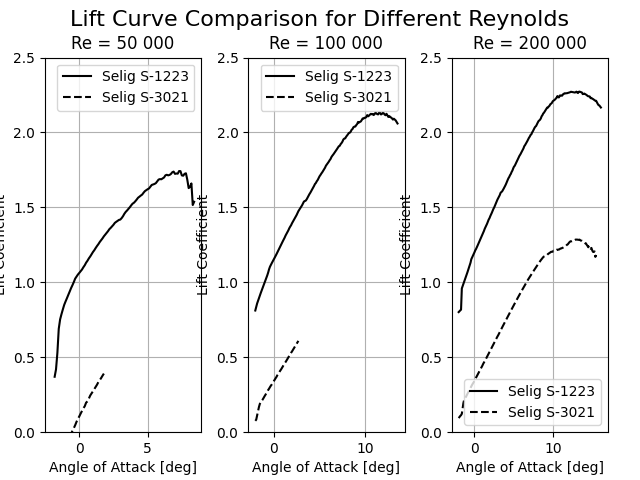 Lift Curve Comparison for Different Reynolds
Re = 50 000
Lift Coefficient
2.5
2.0
1.5
1.0
0.5
0.0
Selig S-1223
Selig S-3021
0 5
Angle of Attack [deg]
Re = 100 000
Lift Coefficient
2.5
2.0
1.5
1.0
0.5
0.0
Selig S-1223
Selig S-3021
0 10
Angle of Attack [deg]
Re = 200 000
Lift Coefficient
2.5
2.0
1.5
1.0
0.5
0.0
Selig S-1223
Selig S-3021
0 10
Angle of Attack [deg]